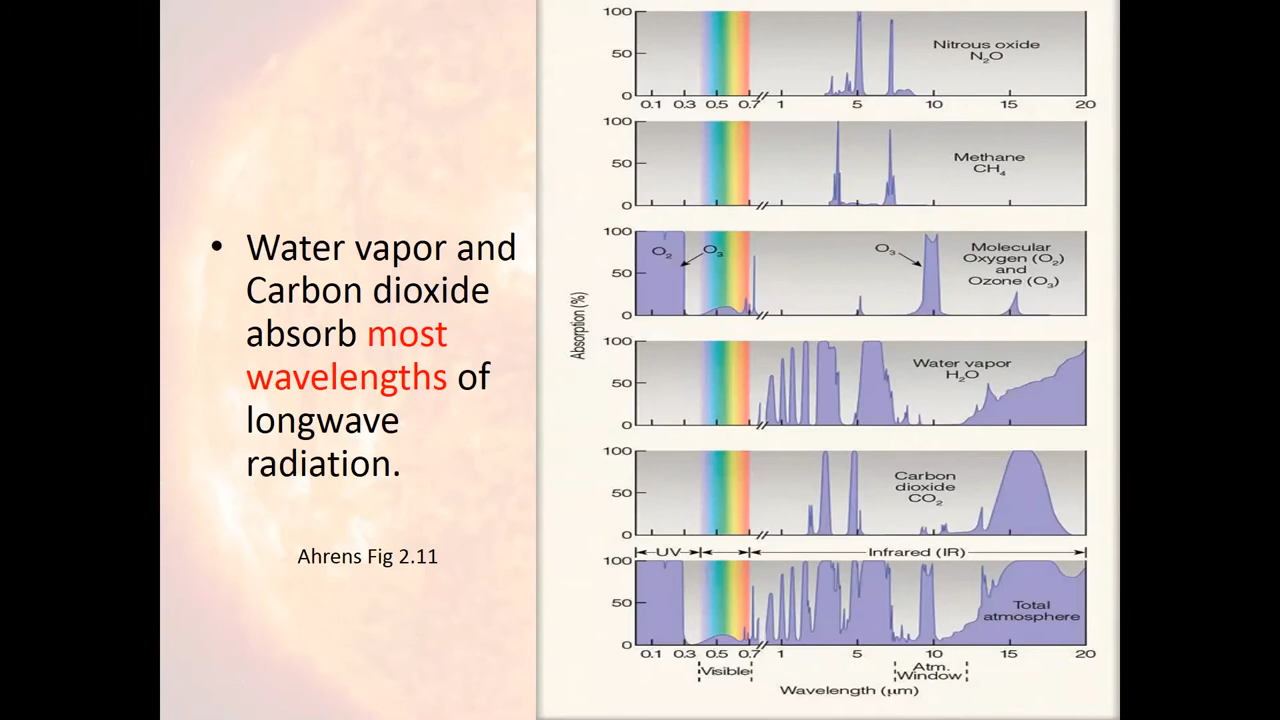 • Water vapor and
Carbon dioxide
absorb most
wavelengths of
longwave
radiation.
Ahrens Fig 2.11
Absorption (%)
100
50
0
Nitrous oxide
N₂O
0.1 0.3 0.5 0.7 1 5 10 15 20
100
50
0
Methane
CH₄
100
50
0
O₂
O₃
O₃
Molecular
Oxygen (O₂)
and
Ozone (O₃)
100
50
0
Water vapor
H₂O
100
50
0
Carbon
dioxide
CO₂
UV
Infrared (IR)
100
50
0
Total
atmosphere
0.1 0.3 0.5 0.7 1 5 10 15 20
Visible
Atm.
Window
Wavelength (μm)